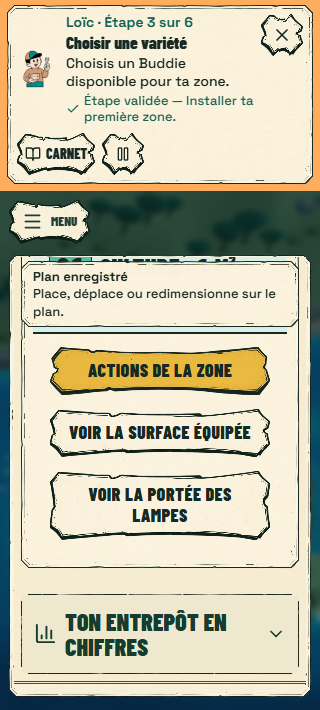 Loïc · Étape 3 sur 6
Choisir une variété
Choisis un Buddie
disponible pour ta zone.
Étape validée — Installer ta
première zone.
CARNET
MENU
Plan enregistré
Place, déplace ou redimensionne sur le
plan.
ACTIONS DE LA ZONE
VOIR LA SURFACE ÉQUIPÉE
VOIR LA PORTÉE DES
LAMPES
TON ENTREPÔT EN
CHIFFRES